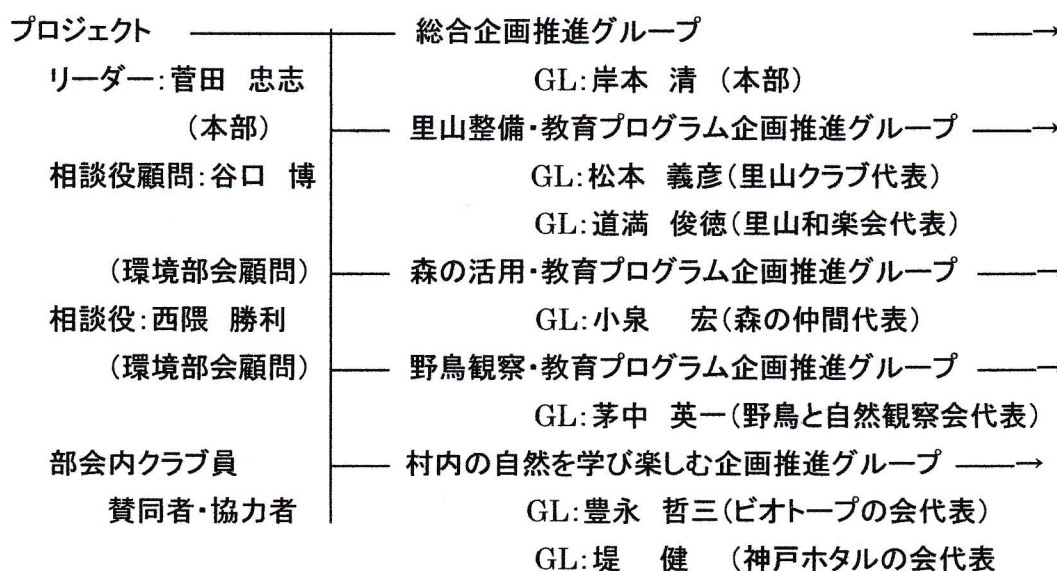 プロジェクト 総合企画推進グループ →
リーダー:菅田 忠志 GL:岸本 清 (本部)
(本部) 里山整備・教育プログラム企画推進グループ →
相談役顧問:谷口 博 GL:松本 義彦(里山クラブ代表)
GL:道満 俊徳(里山和楽会代表)
(環境部会顧問) 森の活用・教育プログラム企画推進グループ →
相談役:西隈 勝利 GL:小泉 宏(森の仲間代表)
(環境部会顧問) 野鳥観察・教育プログラム企画推進グループ →
GL:茅中 英一(野鳥と自然観察会代表)
部会内クラブ員 村内の自然を学び楽しむ企画推進グループ →
賛同者・協力者 GL:豊永 哲三(ビオトープの会代表)
GL:堤 健 (神戸ホタルの会代表